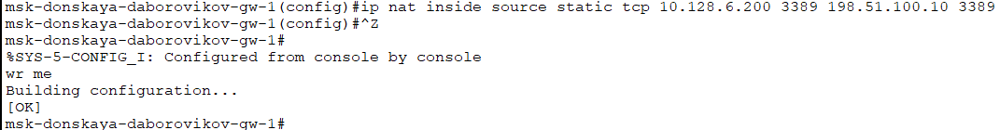 msk-donskaya-daborovikov-gw-1(config)#ip nat inside source static tcp 10.128.6.200 3389 198.51.100.10 3389
msk-donskaya-daborovikov-gw-1(config)#^Z
msk-donskaya-daborovikov-gw-1#
%SYS-5-CONFIG_I: Configured from console by console
wr me
Building configuration...
[OK]
msk-donskaya-daborovikov-gw-1#